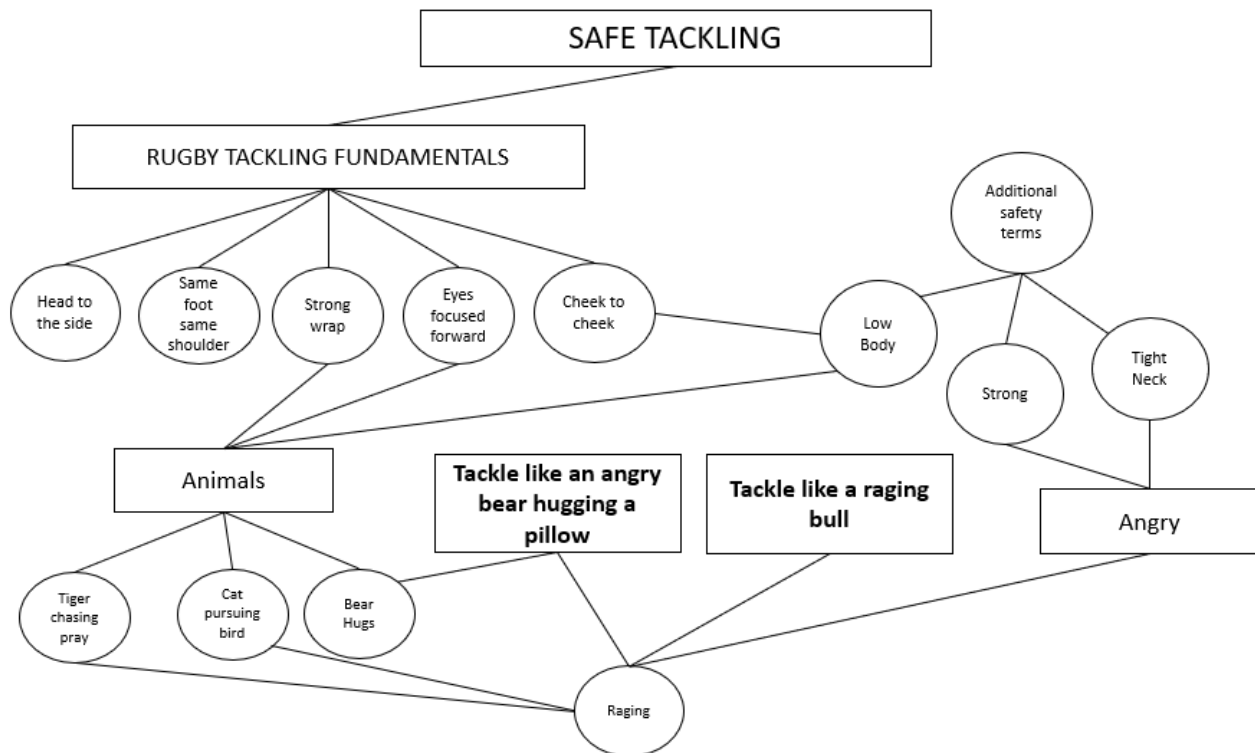 SAFE TACKLING
RUGBY TACKLING FUNDAMENTALS
Additional
safety
terms
Head to
the side
Same
foot
same
shoulder
Strong
wrap
Eyes
focused
forward
Cheek to
cheek
Low
Body
Strong
Tight
Neck
Animals
Tackle like an angry
bear hugging a
pillow
Tackle like a raging
bull
Angry
Tiger
chasing
pray
Cat
pursuing
bird
Bear
Hugs
Raging